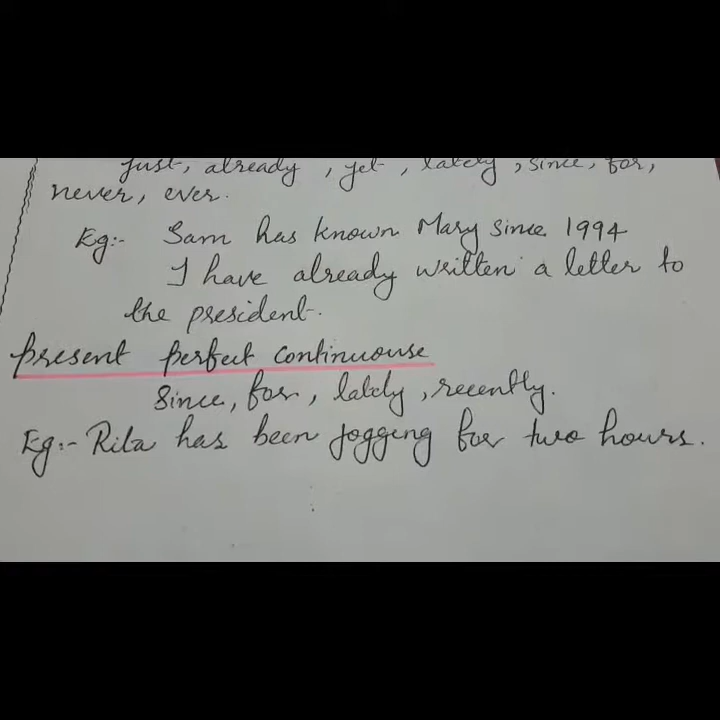 just, already, yet, lately, since, for,
never, ever.
Eg:- Sam has known Mary since 1994
I have already written a letter to
the president.
present perfect continuouse
since, for, lately, recently.
Eg:- Rita has been jogging for two hours.